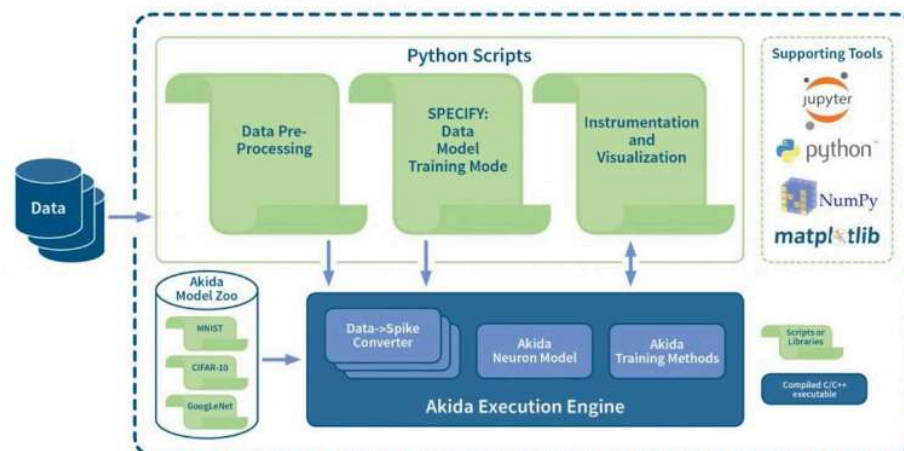 Python Scripts
Supporting Tools
Data Pre-
Processing
SPECIFY:
Data
Model
Training Mode
Instrumentation
and
Visualization
jupyter
python™
NumPy
matplotlib
Data
Akida
Model Zoo
MNIST
CIFAR-10
GoogLeNet
Data->Spike
Converter
Akida
Neuron Model
Akida
Training Methods
Akida Execution Engine
Scripts or
Libraries
Compiled C/C++
executable